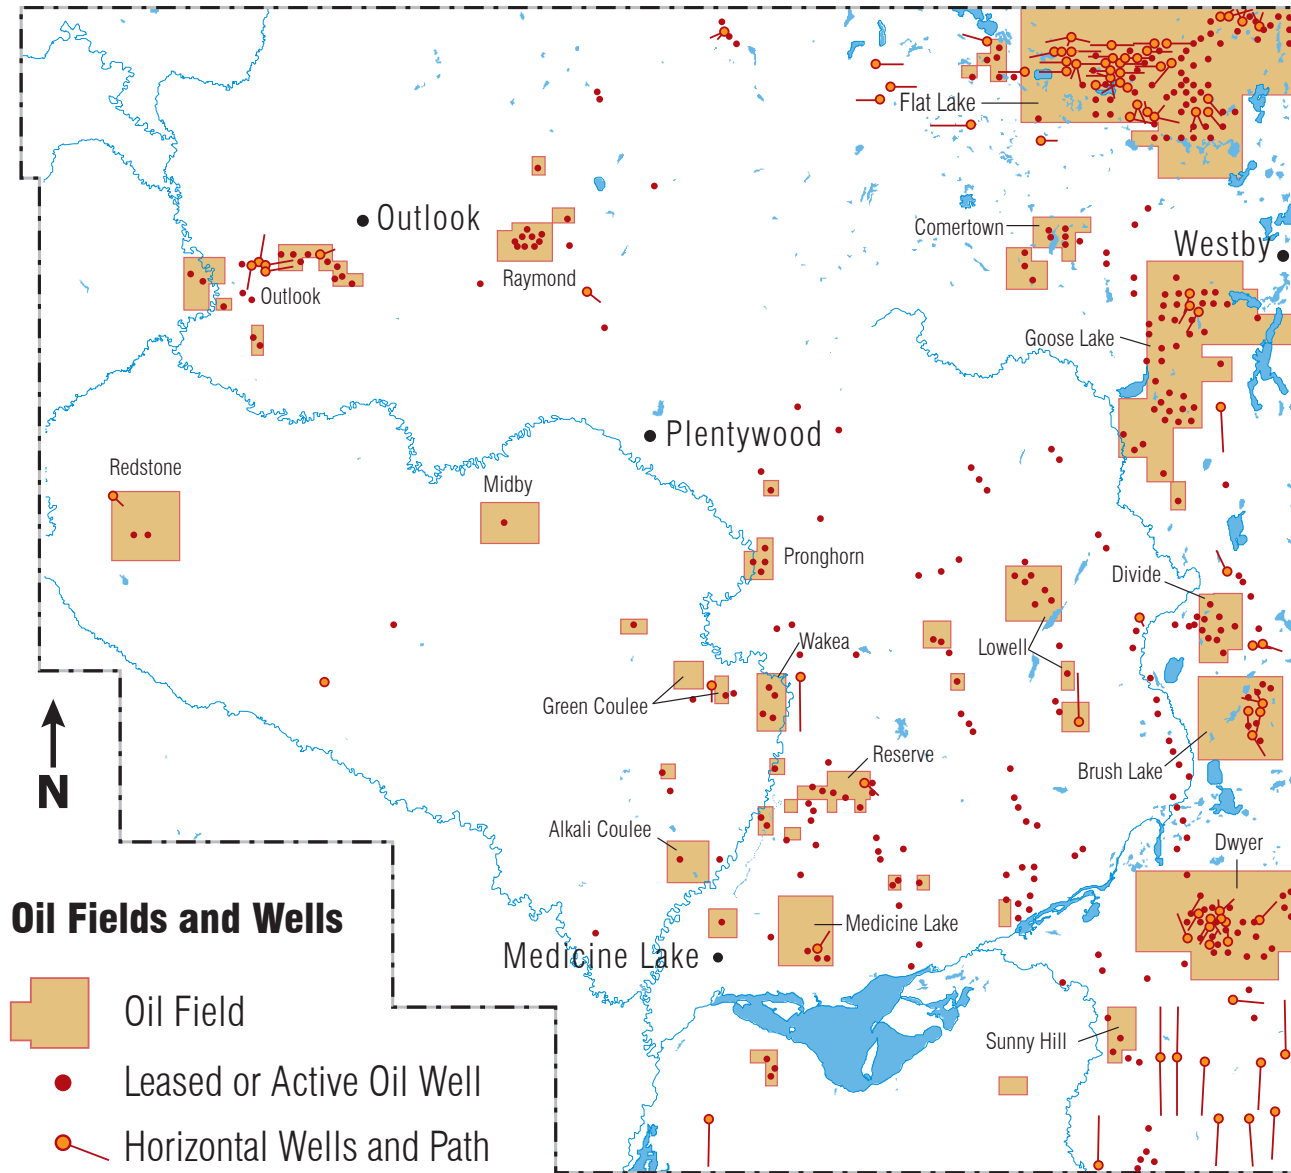 Flat Lake
Outlook
Comertown
Westby
Raymond
Outlook
Goose Lake
Plentywood
Redstone
Midby
Pronghorn
Divide
Wakea
Lowell
Green Coulee
Reserve
Brush Lake
N
Alkali Coulee
Dwyer
Oil Fields and Wells
Medicine Lake
Medicine Lake
Oil Field
Sunny Hill
Leased or Active Oil Well
Horizontal Wells and Path